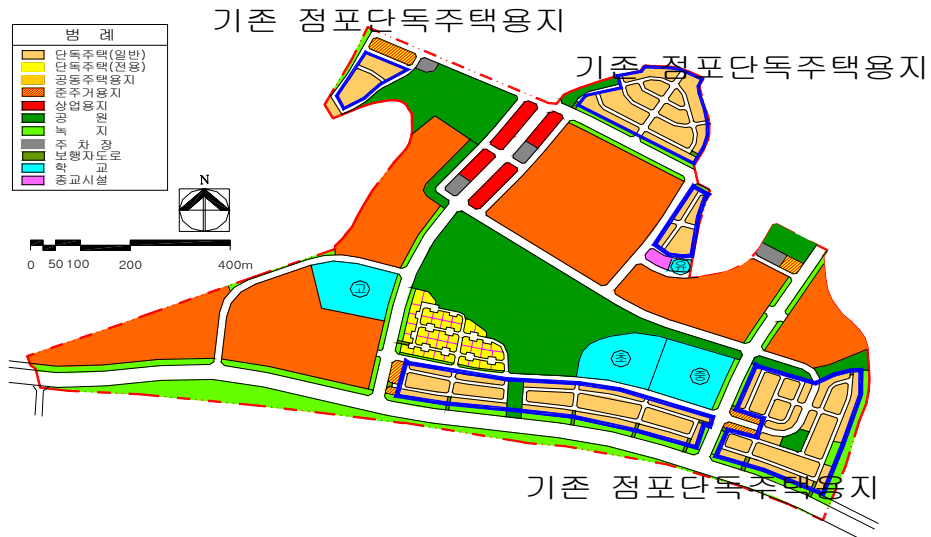 기존 점포단독주택용지
기존 점포단독주택용지
범 례
단독주택(일반)
단독주택(전용)
공동주택용지
준주거용지
상업용지
공 원
녹 지
주 차 장
보행자도로
학 교
종교시설
N
0 50 100 200 400m
유
고
초
중
기존 점포단독주택용지